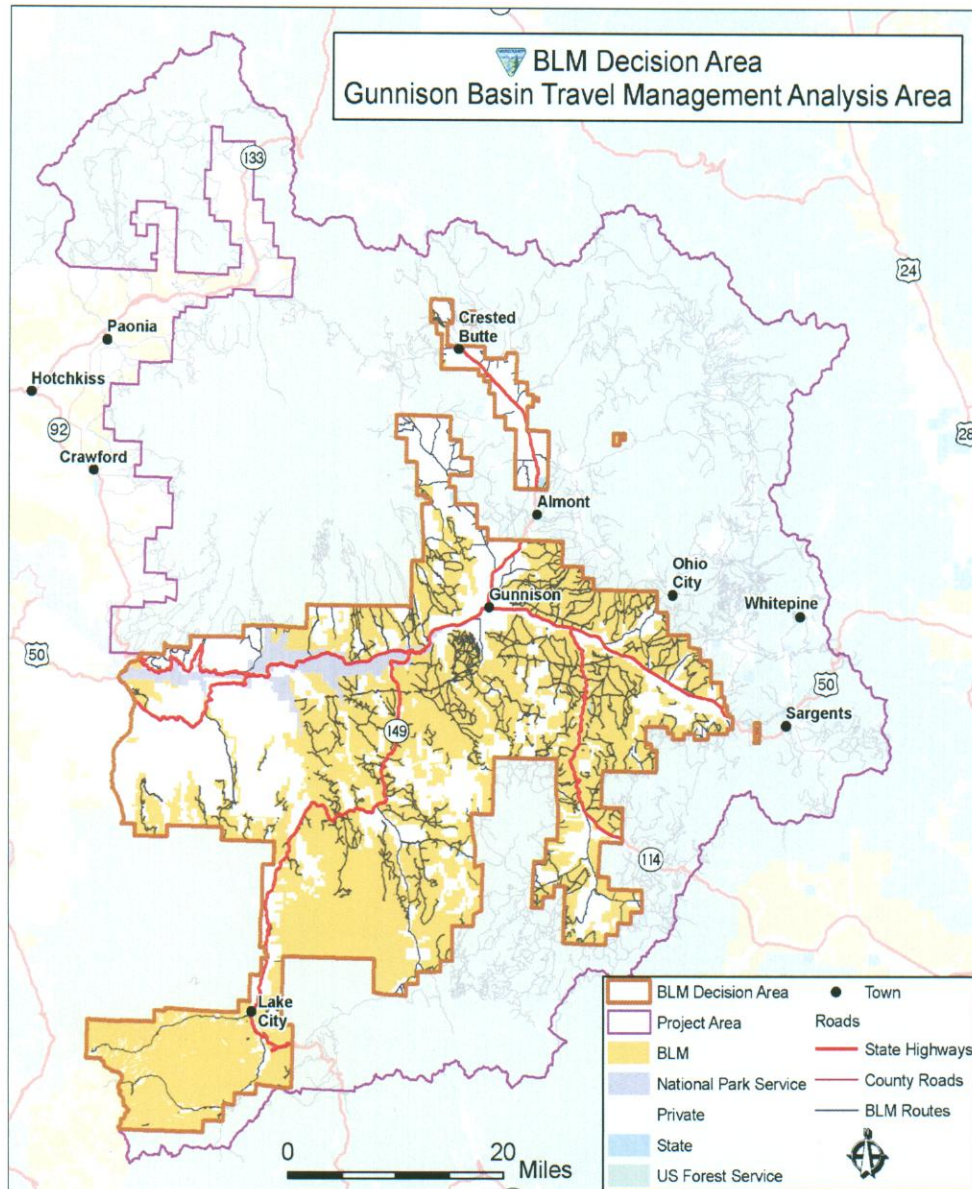 BLM Decision Area
Gunnison Basin Travel Management Analysis Area
133
24
Crested
Butte
Paonia
Hotchkiss
92
Crawford
285
Almont
Ohio
City
Gunnison
Whitepine
50
50
Sargents
149
114
Lake
City
BLM Decision Area
Project Area
BLM
National Park Service
Private
State
US Forest Service
Town
Roads
State Highways
County Roads
BLM Routes
0 20
Miles